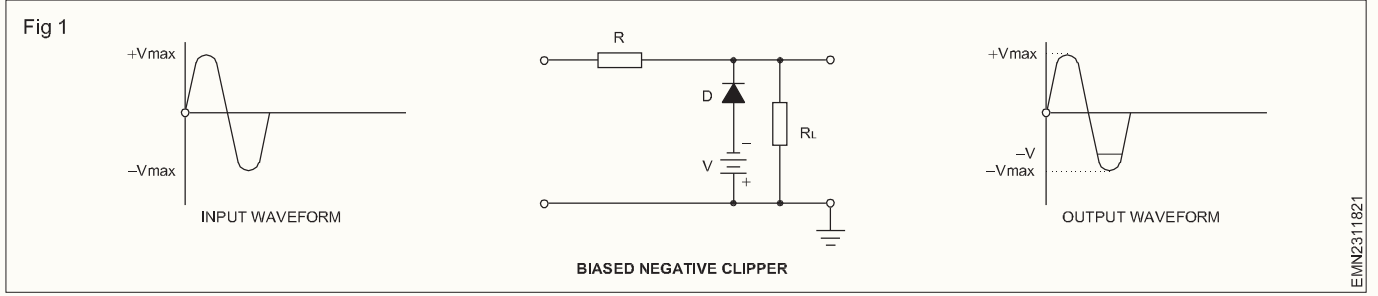 Fig 1
+Vmax
–Vmax
INPUT WAVEFORM
R
D
V
–
+
RL
BIASED NEGATIVE CLIPPER
+Vmax
–V
–Vmax
OUTPUT WAVEFORM
EMN2311821